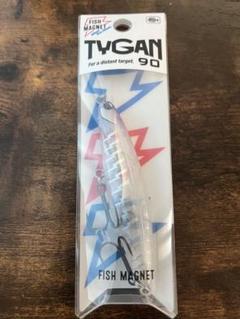 FISH MAGNET
TYGAN
For a distant target. 90
FISH MAGNET